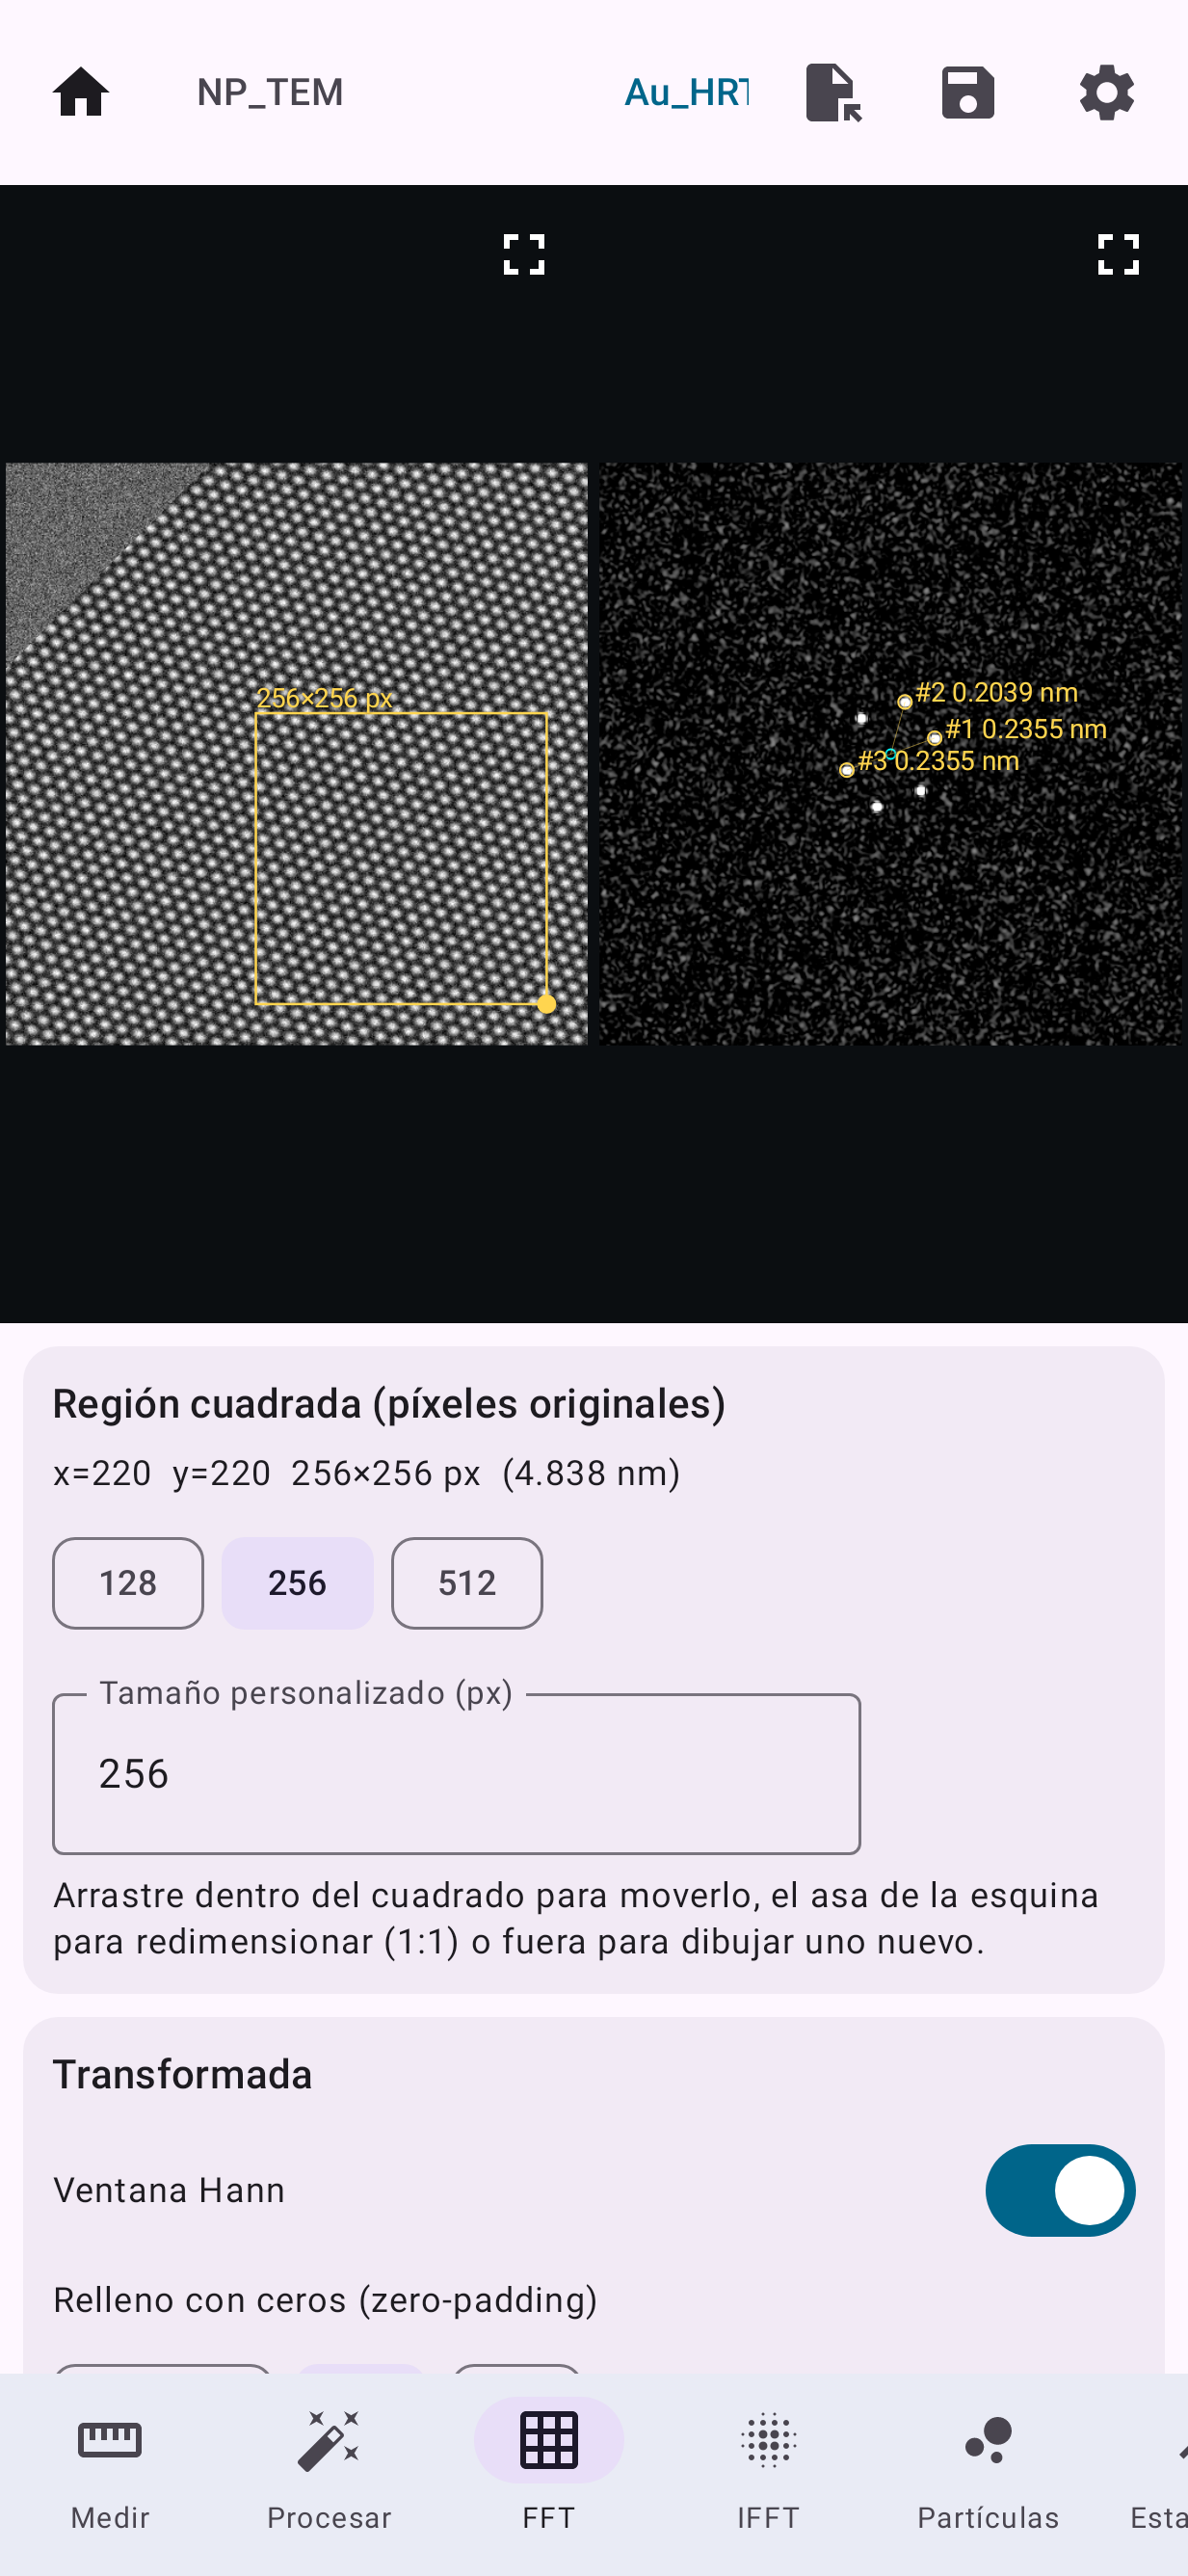 NP_TEM
Au_HRT
256×256 px
#2 0.2039 nm
#1 0.2355 nm
#3 0.2355 nm
Región cuadrada (píxeles originales)
x=220 y=220 256×256 px (4.838 nm)
128
256
512
Tamaño personalizado (px)
256
Arrastre dentro del cuadrado para moverlo, el asa de la esquina
para redimensionar (1:1) o fuera para dibujar uno nuevo.
Transformada
Ventana Hann
Relleno con ceros (zero-padding)
Medir
Procesar
FFT
IFFT
Partículas
Esta